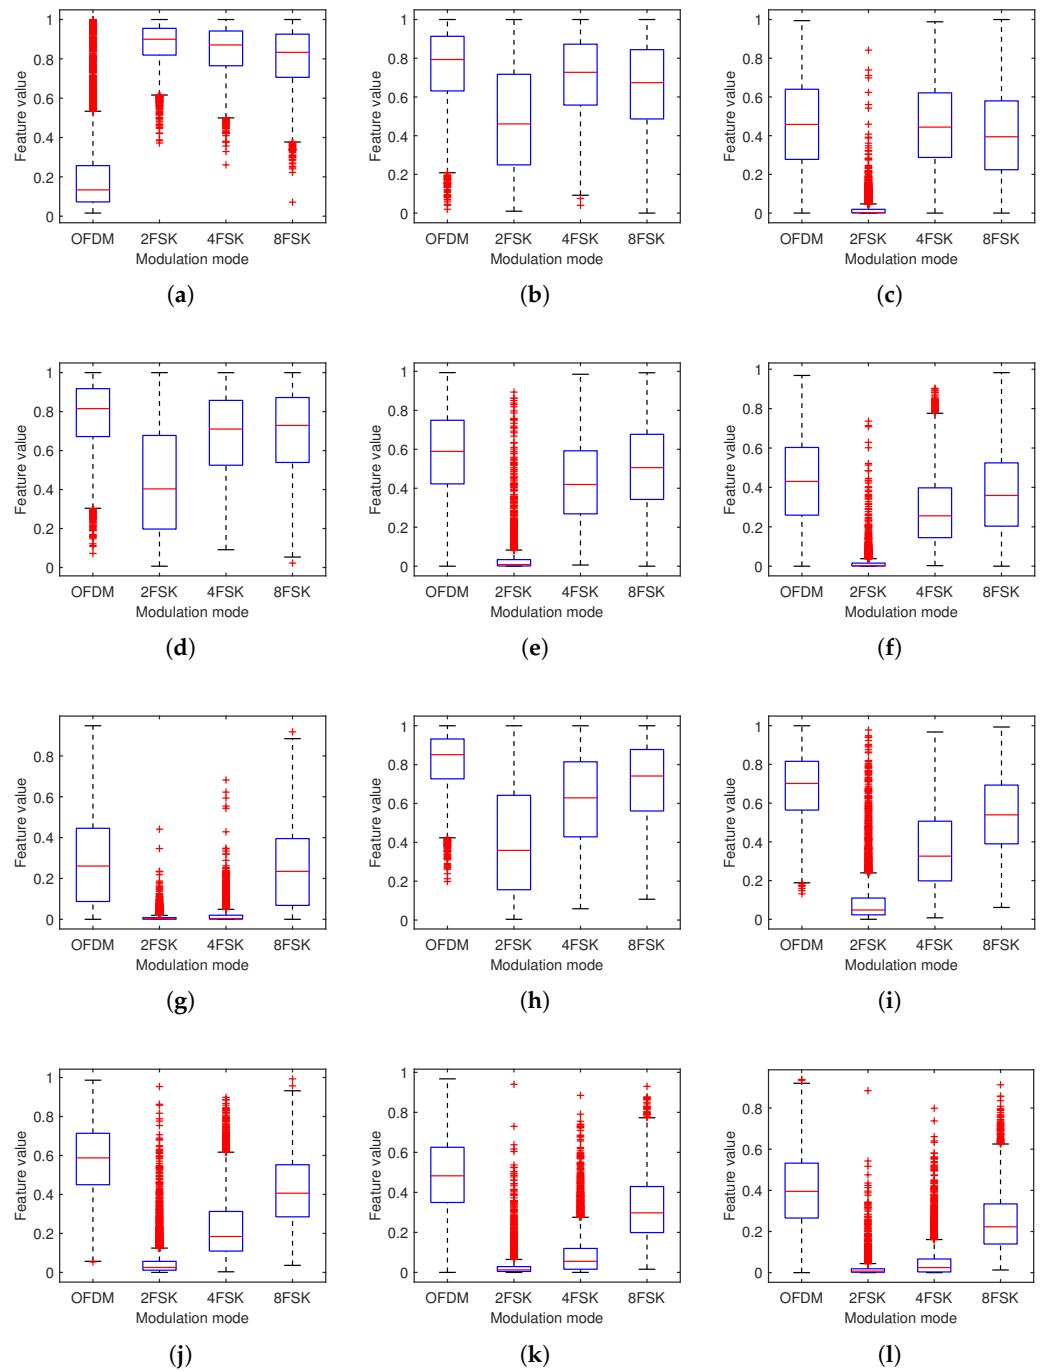 1
0.8
0.6
0.4
0.2
0
Feature value
OFDM 2FSK 4FSK 8FSK
Modulation mode
(a)
1
0.8
0.6
0.4
0.2
0
Feature value
OFDM 2FSK 4FSK 8FSK
Modulation mode
(b)
1
0.8
0.6
0.4
0.2
0
Feature value
OFDM 2FSK 4FSK 8FSK
Modulation mode
(c)
1
0.8
0.6
0.4
0.2
0
Feature value
OFDM 2FSK 4FSK 8FSK
Modulation mode
(d)
1
0.8
0.6
0.4
0.2
0
Feature value
OFDM 2FSK 4FSK 8FSK
Modulation mode
(e)
1
0.8
0.6
0.4
0.2
0
Feature value
OFDM 2FSK 4FSK 8FSK
Modulation mode
(f)
0.8
0.6
0.4
0.2
0
Feature value
OFDM 2FSK 4FSK 8FSK
Modulation mode
(g)
1
0.8
0.6
0.4
0.2
0
Feature value
OFDM 2FSK 4FSK 8FSK
Modulation mode
(h)
1
0.8
0.6
0.4
0.2
0
Feature value
OFDM 2FSK 4FSK 8FSK
Modulation mode
(i)
1
0.8
0.6
0.4
0.2
0
Feature value
OFDM 2FSK 4FSK 8FSK
Modulation mode
(j)
1
0.8
0.6
0.4
0.2
0
Feature value
OFDM 2FSK 4FSK 8FSK
Modulation mode
(k)
0.8
0.6
0.4
0.2
0
Feature value
OFDM 2FSK 4FSK 8FSK
Modulation mode
(l)